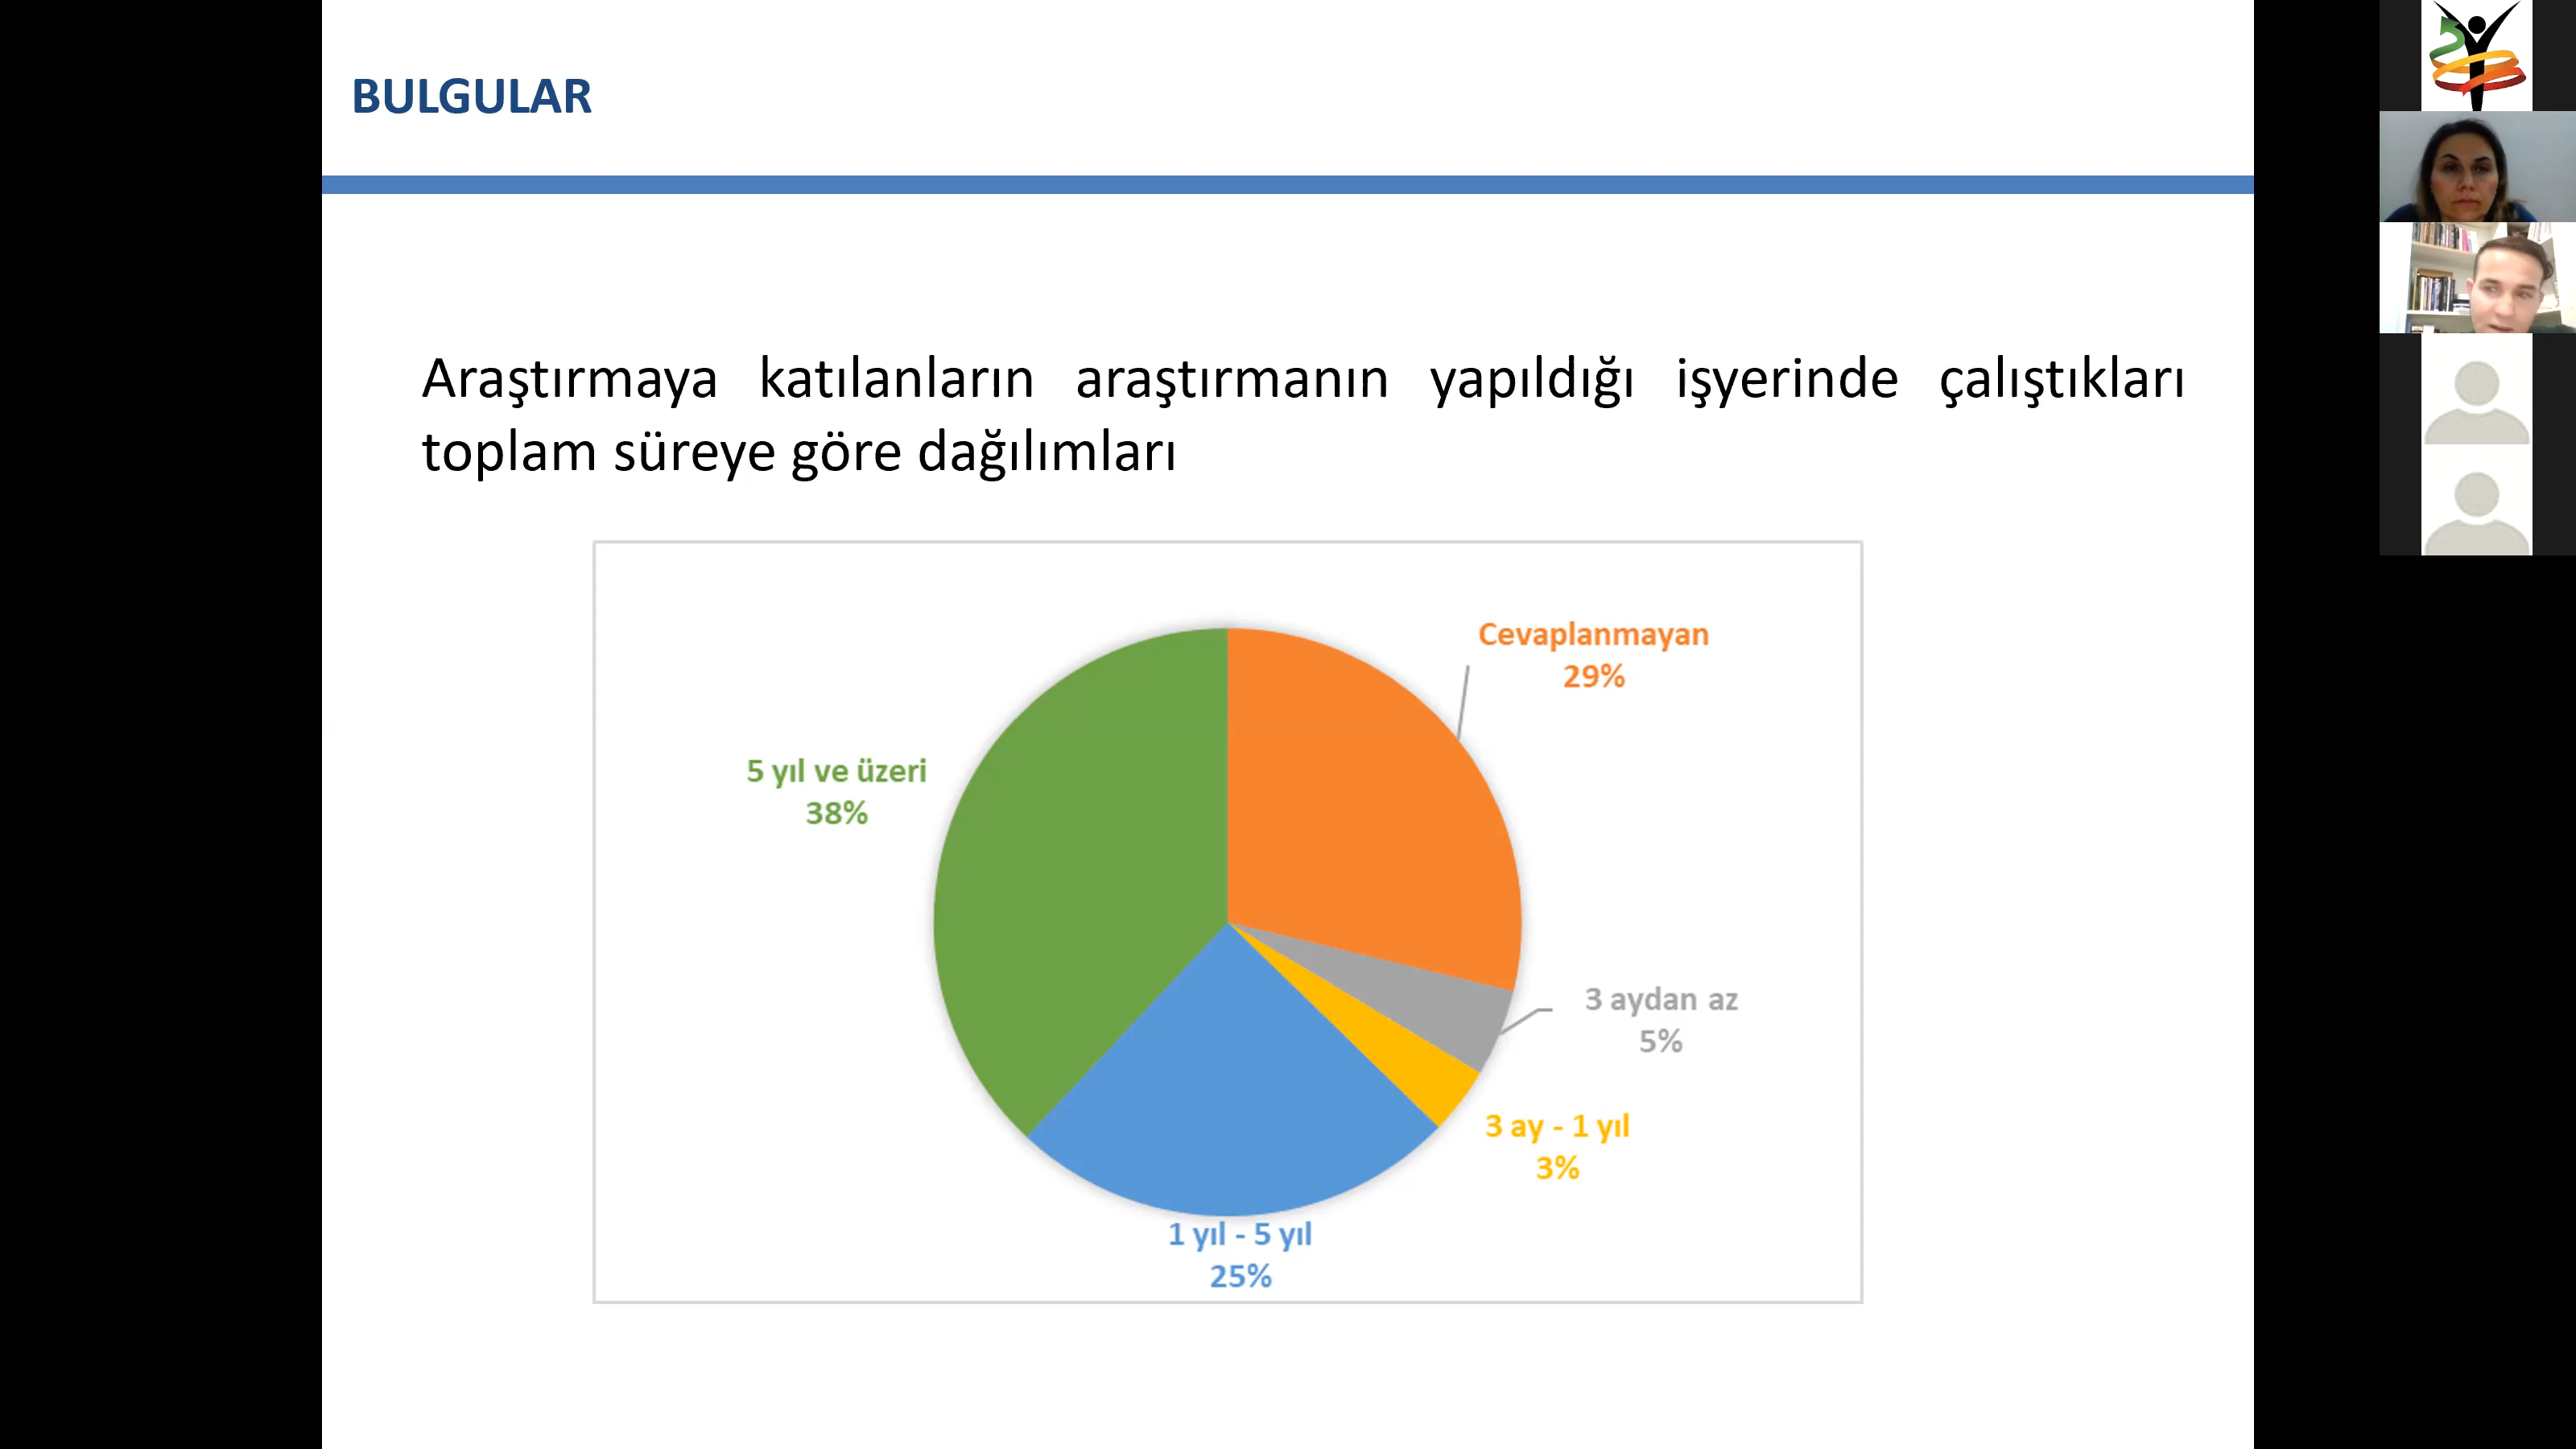 BULGULAR
Araştırmaya katılanların araştırmanın yapıldığı işyerinde çalıştıkları
toplam süreye göre dağılımları
Cevaplanmayan
29%
5 yıl ve üzeri
38%
3 aydan az
5%
3 ay - 1 yıl
3%
1 yıl - 5 yıl
25%